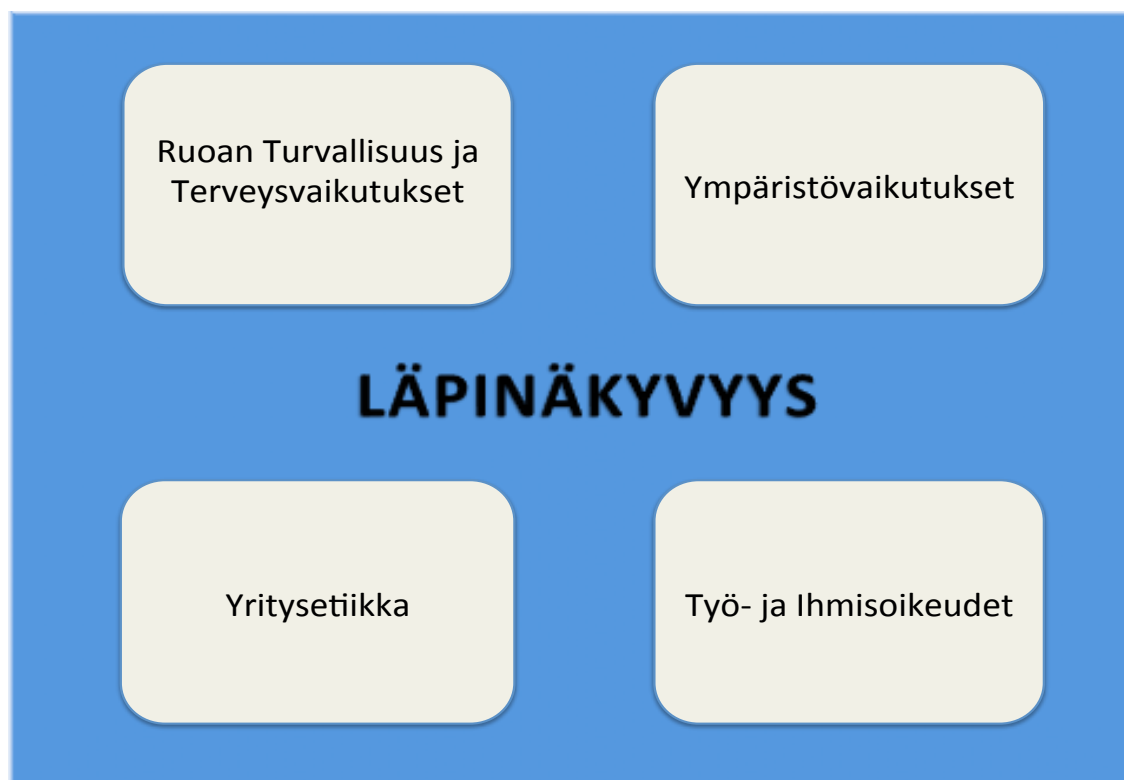 Ruoan Turvallisuus ja
Terveysvaikutukset
Ympäristövaikutukset
LÄPINÄKYVYYS
Yritysetiikka
Työ- ja Ihmisoikeudet